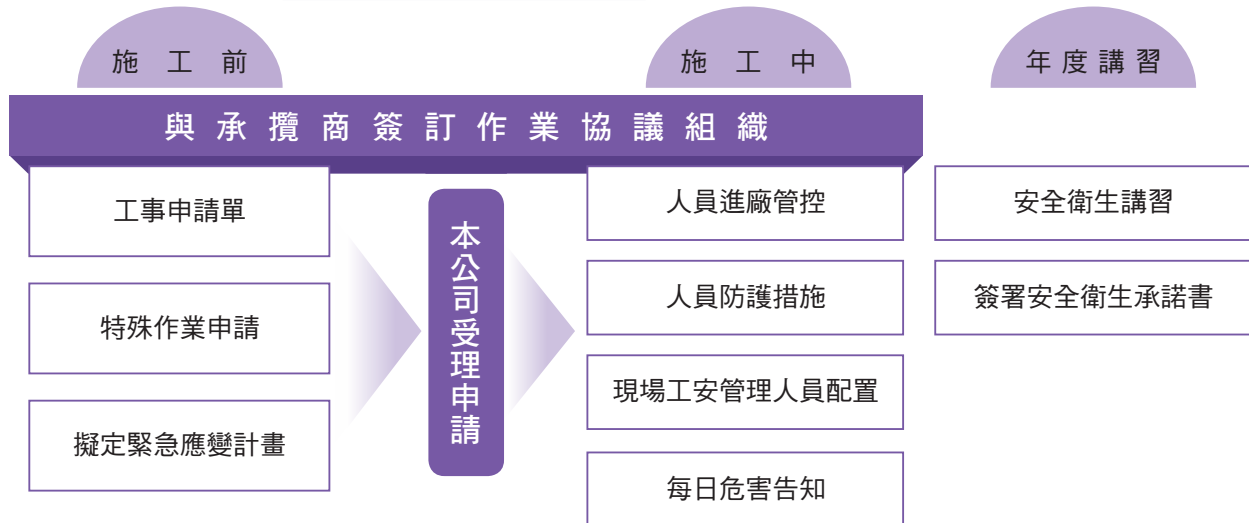 施工前
施工中
年度講習
與承攬商簽訂作業協議組織
工事申請單
特殊作業申請
擬定緊急應變計畫
本公司受理申請
人員進廠管控
人員防護措施
現場工安管理人員配置
每日危害告知
安全衛生講習
簽署安全衛生承諾書